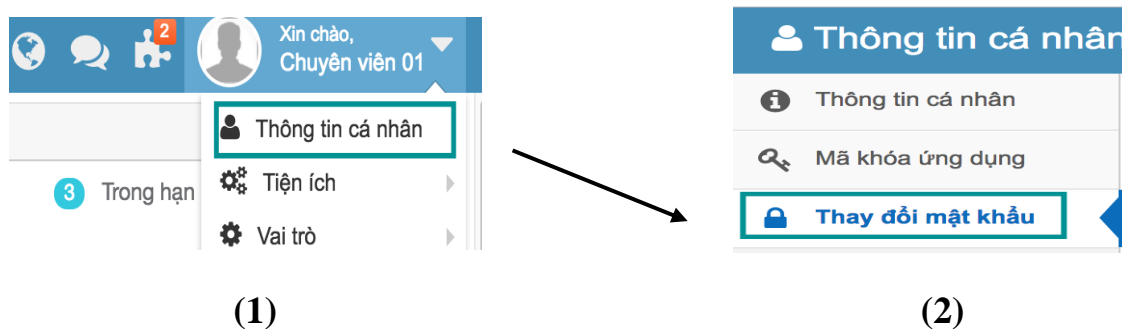 2
Xin chào,
Chuyên viên 01
Thông tin cá nhân
3 Trong hạn
Tiện ích
Vai trò
(1)
Thông tin cá nhân
Thông tin cá nhân
Mã khóa ứng dụng
Thay đổi mật khẩu
(2)